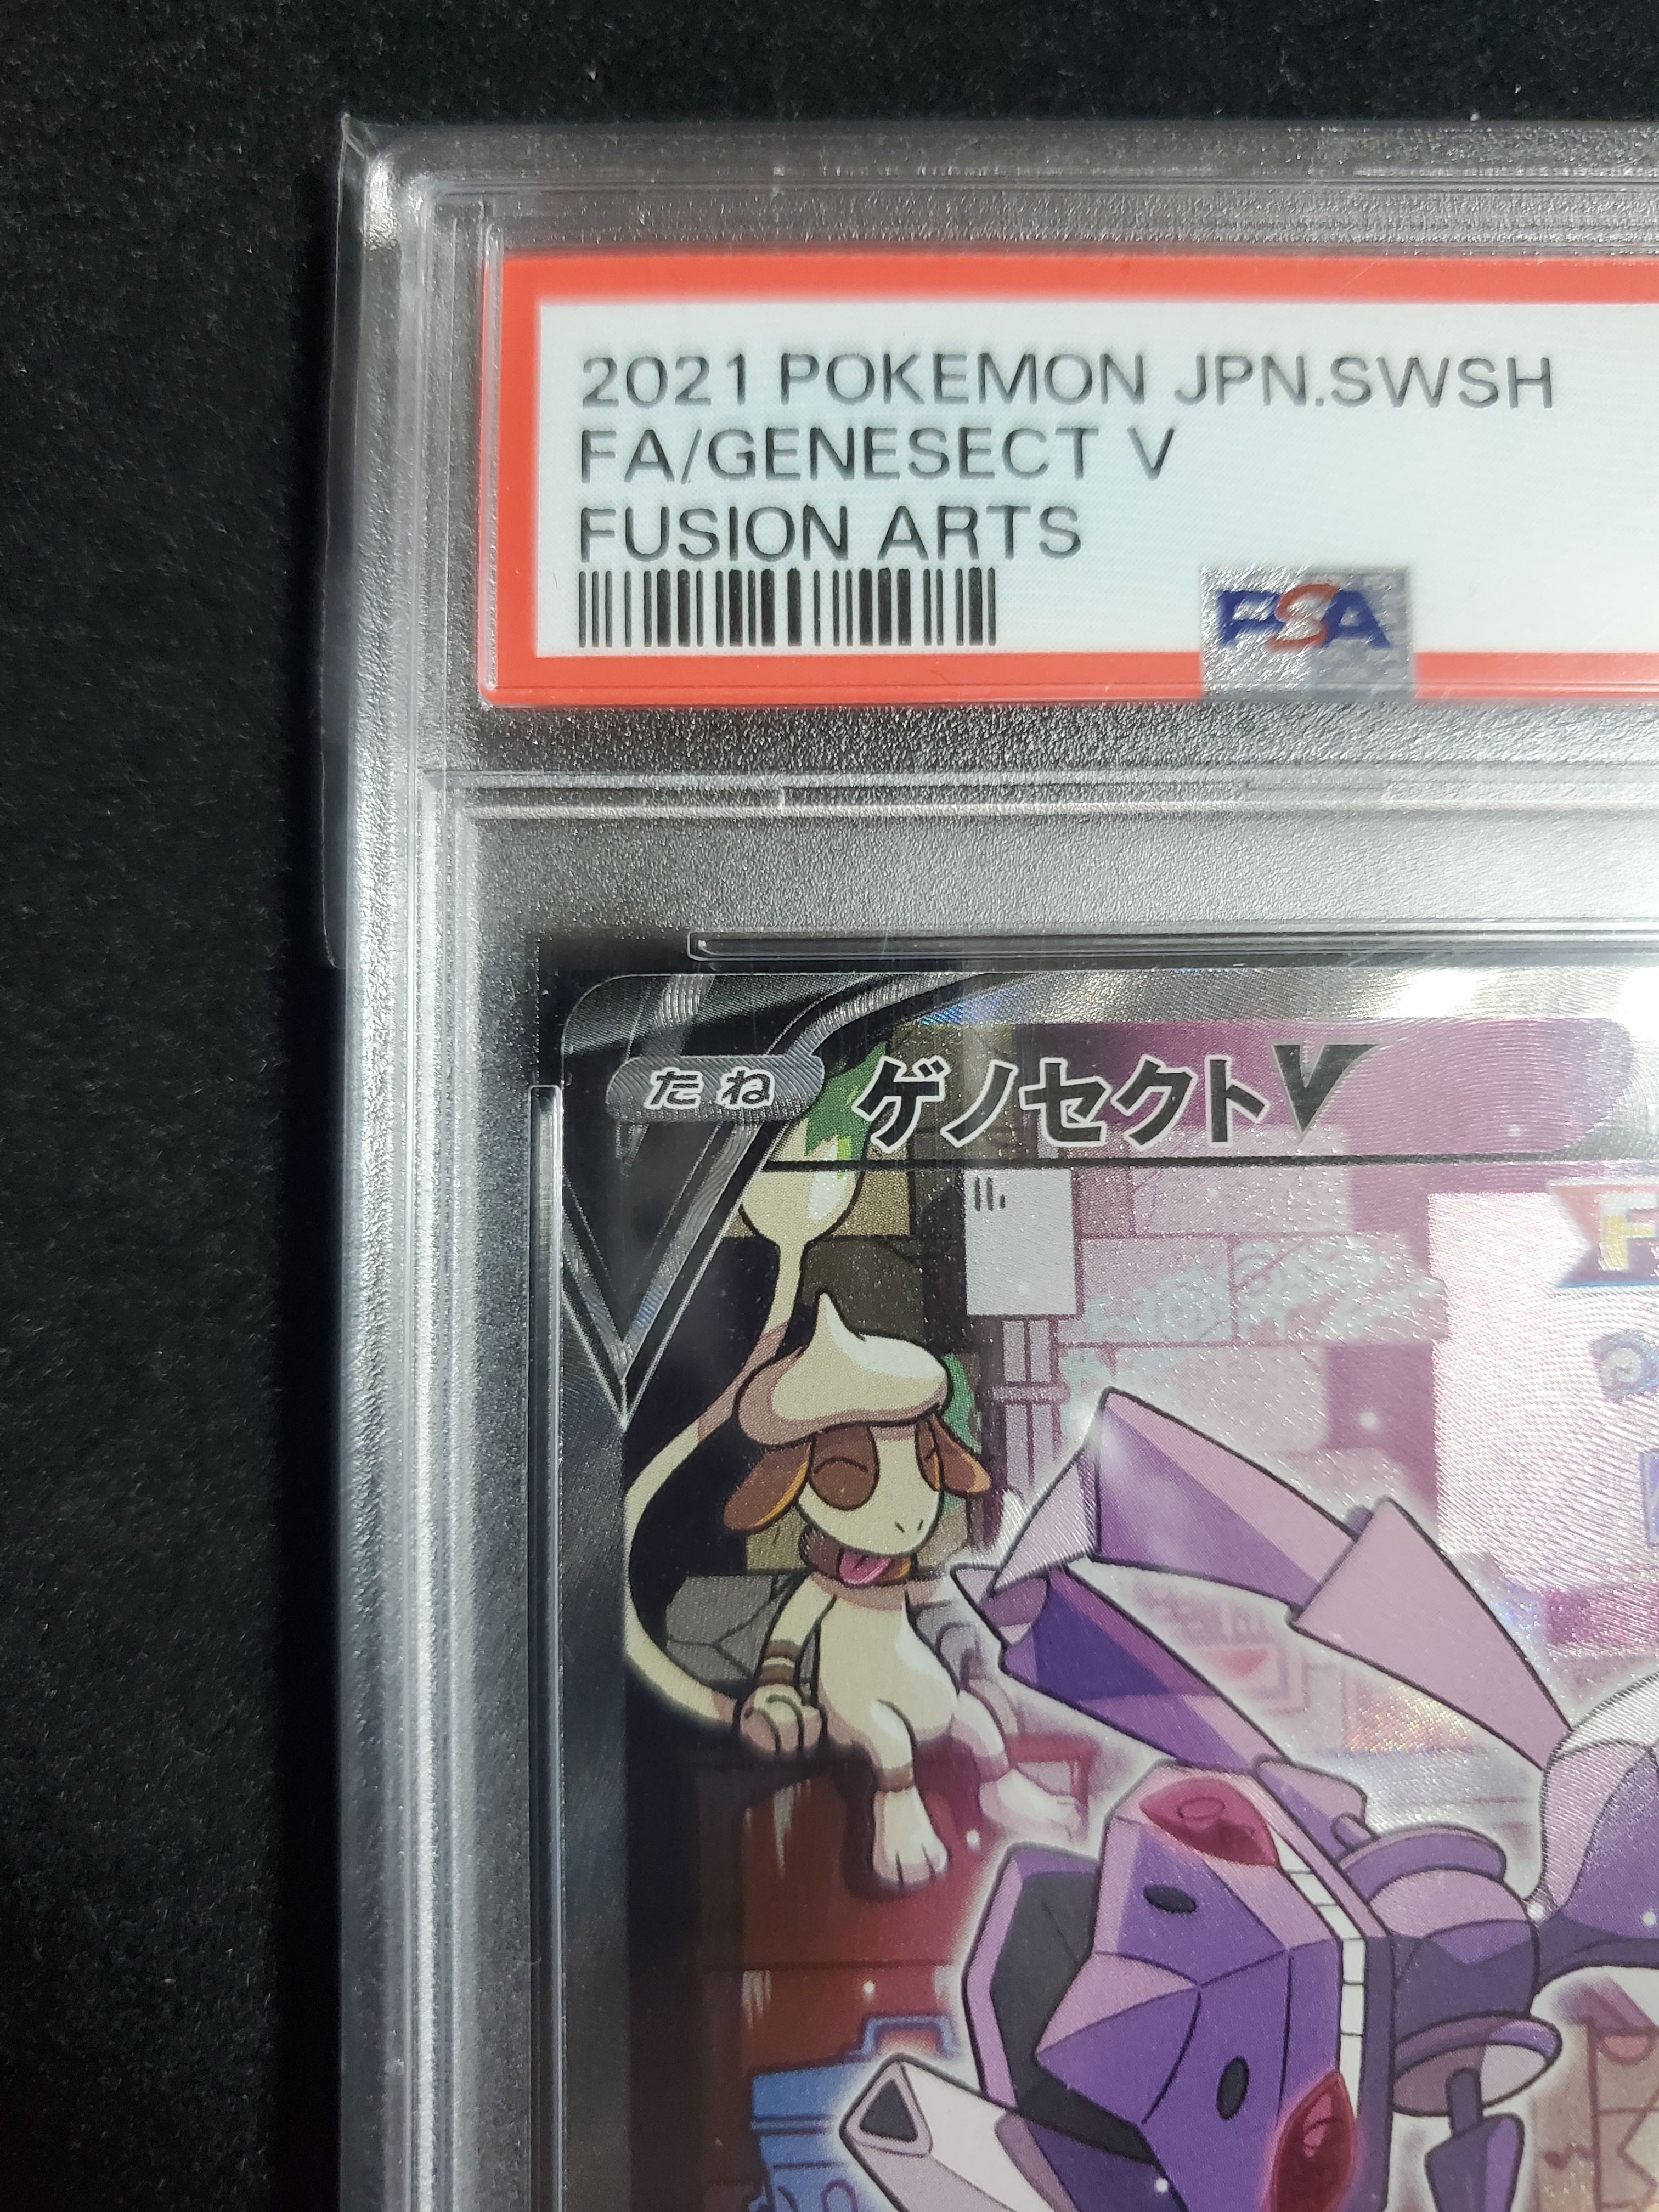 2021 POKEMON JPN.SWSH
FA/GENESECT V
FUSION ARTS
PSA
たね ゲノセクトV